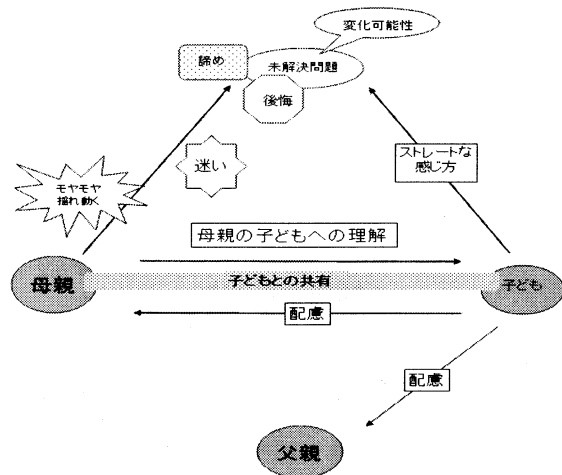 変化可能性
諦め
未解決問題
後悔
迷い
ストレートな
感じ方
モヤモヤ
揺れ動く
母親の子どもへの理解
母親
子どもとの共有
子ども
配慮
配慮
父親